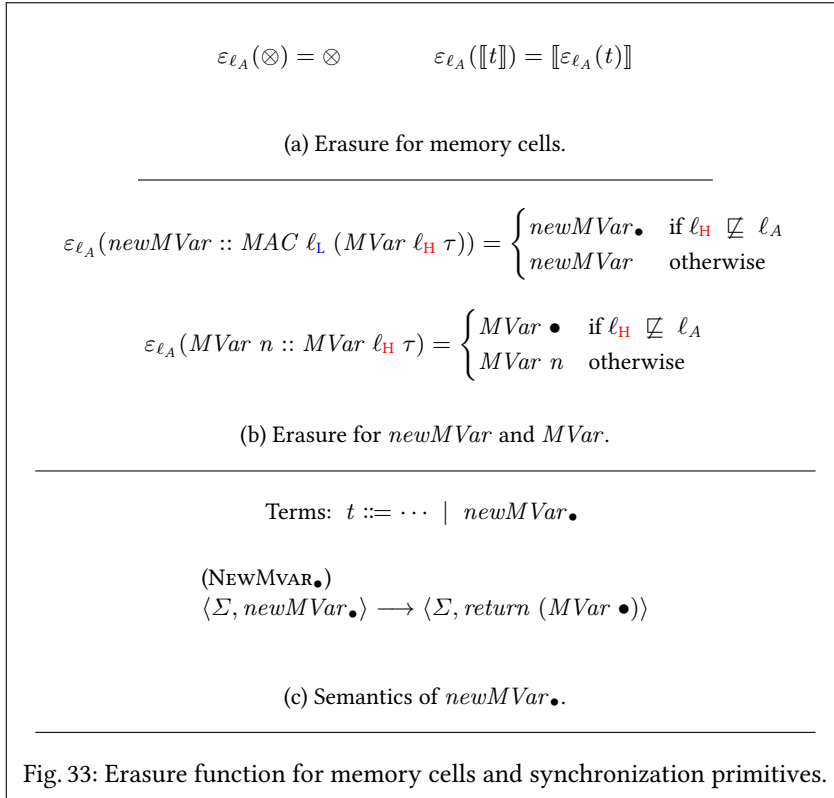 ε_{ℓ_A}(⊗) = ⊗ ε_{ℓ_A}(⟦t⟧) = ⟦ε_{ℓ_A}(t)⟧
(a) Erasure for memory cells.
ε_{ℓ_A}(newMVar :: MAC ℓ_L (MVar ℓ_H τ)) = { newMVar_• if ℓ_H ⋢ ℓ_A
newMVar otherwise
ε_{ℓ_A}(MVar n :: MVar ℓ_H τ) = { MVar • if ℓ_H ⋢ ℓ_A
MVar n otherwise
(b) Erasure for newMVar and MVar.
Terms: t ::= ⋯ | newMVar_•
(NewMvar_•)
⟨Σ, newMVar_•⟩ ⟶ ⟨Σ, return (MVar •)⟩
(c) Semantics of newMVar_•.
Fig. 33: Erasure function for memory cells and synchronization primitives.